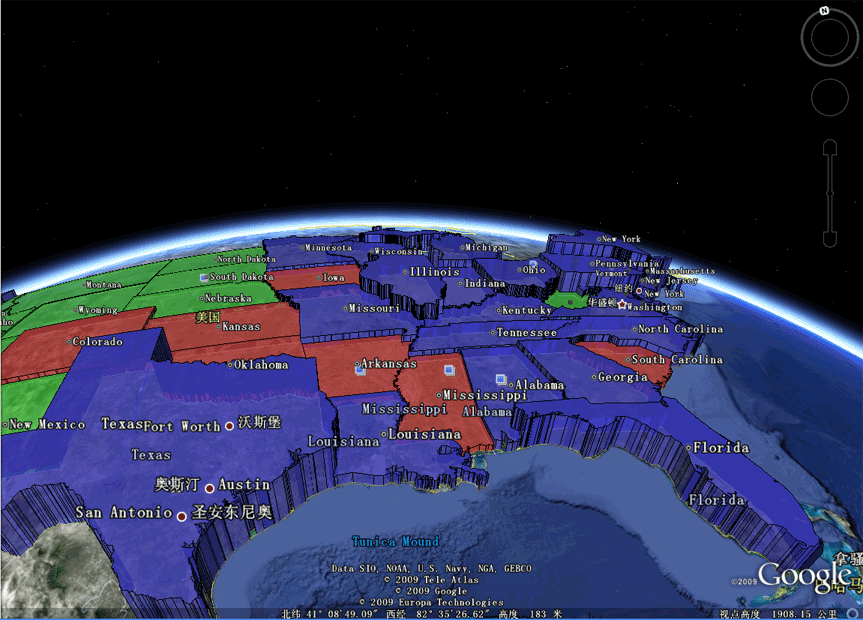 N
New York
Minnesota
Wisconsin
Michigan
North Dakota
Pennsylvania
Vermont
Massachusetts
South Dakota
Iowa
Illinois
Ohio
Montana
Indiana
New Jersey
纽约
New York
Nebraska
华盛顿
Washington
Wyoming
美国
Missouri
Kentucky
Kansas
Tennessee
North Carolina
Colorado
Oklahoma
Arkansas
South Carolina
Georgia
Alabama
Mississippi
Mississippi
Alabama
New Mexico
Texas
Fort Worth
沃斯堡
Louisiana
Louisiana
Texas
Florida
奥斯汀
Austin
Florida
San Antonio
圣安东尼奥
Tunica Mound
Data SIO, NOAA, U.S. Navy, NGA, GEBCO
© 2009 Tele Atlas
© 2009 Google
© 2009 Europa Technologies
©2009 Google
北纬 41° 08'49.09" 西经 82° 35'26.62" 高度 183 米
视点高度 1908.15 公里